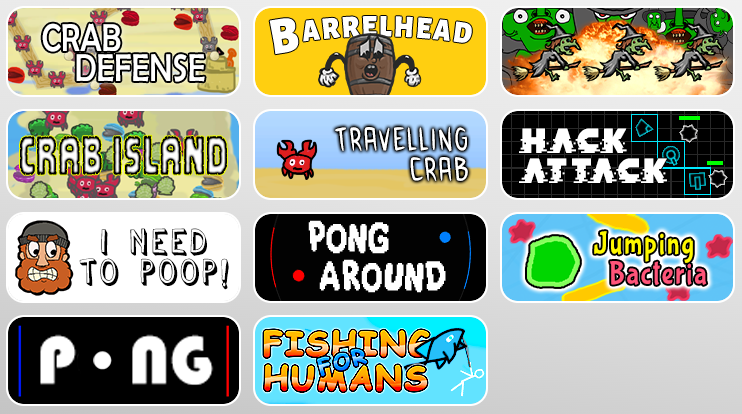 CRAB
DEFENSE
BARRELHEAD
CRAB ISLAND
TRAVELLING
CRAB
HACK
ATTACK
I NEED
TO POOP!
PONG
AROUND
Jumping
Bacteria
P•NG
FISHING
FOR
HUMANS